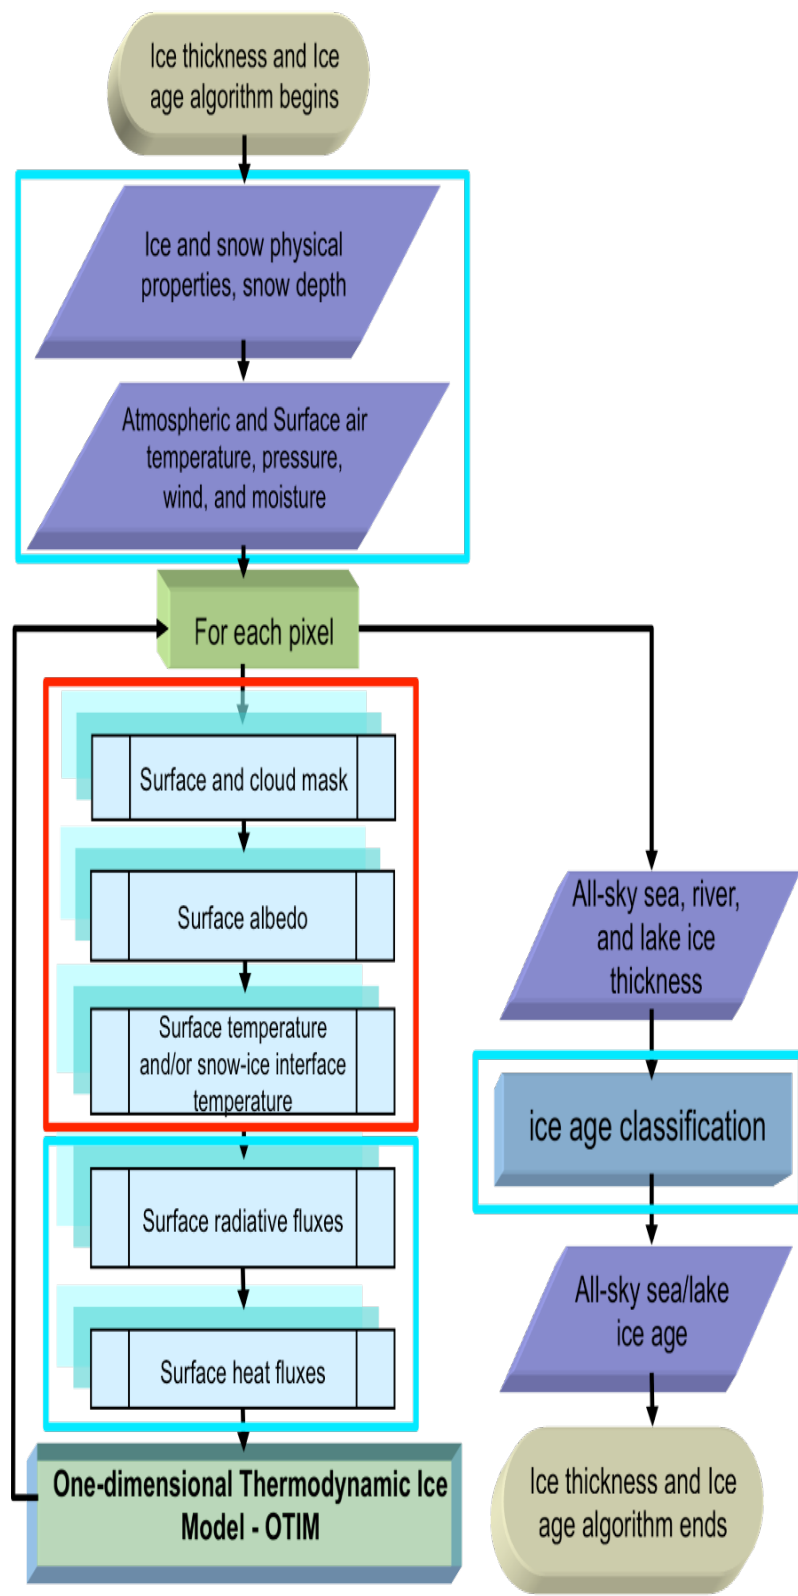 Ice thickness and Ice
age algorithm begins
Ice and snow physical
properties, snow depth
Atmospheric and Surface air
temperature, pressure,
wind, and moisture
For each pixel
Surface and cloud mask
Surface albedo
Surface temperature
and/or snow-ice interface
temperature
Surface radiative fluxes
Surface heat fluxes
One-dimensional Thermodynamic Ice
Model - OTIM
All-sky sea, river,
and lake ice
thickness
ice age classification
All-sky sea/lake
ice age
Ice thickness and Ice
age algorithm ends